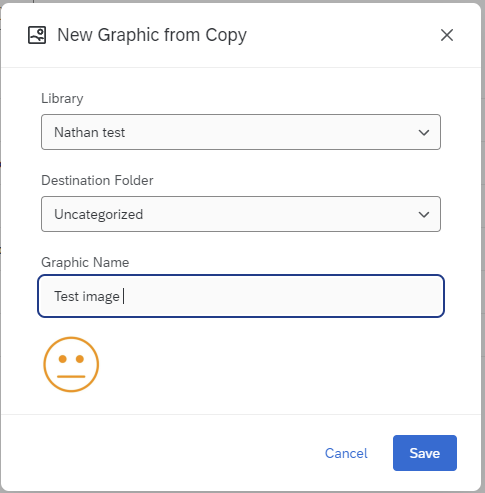 New Graphic from Copy
Library
Nathan test
Destination Folder
Uncategorized
Graphic Name
Test image
Cancel
Save